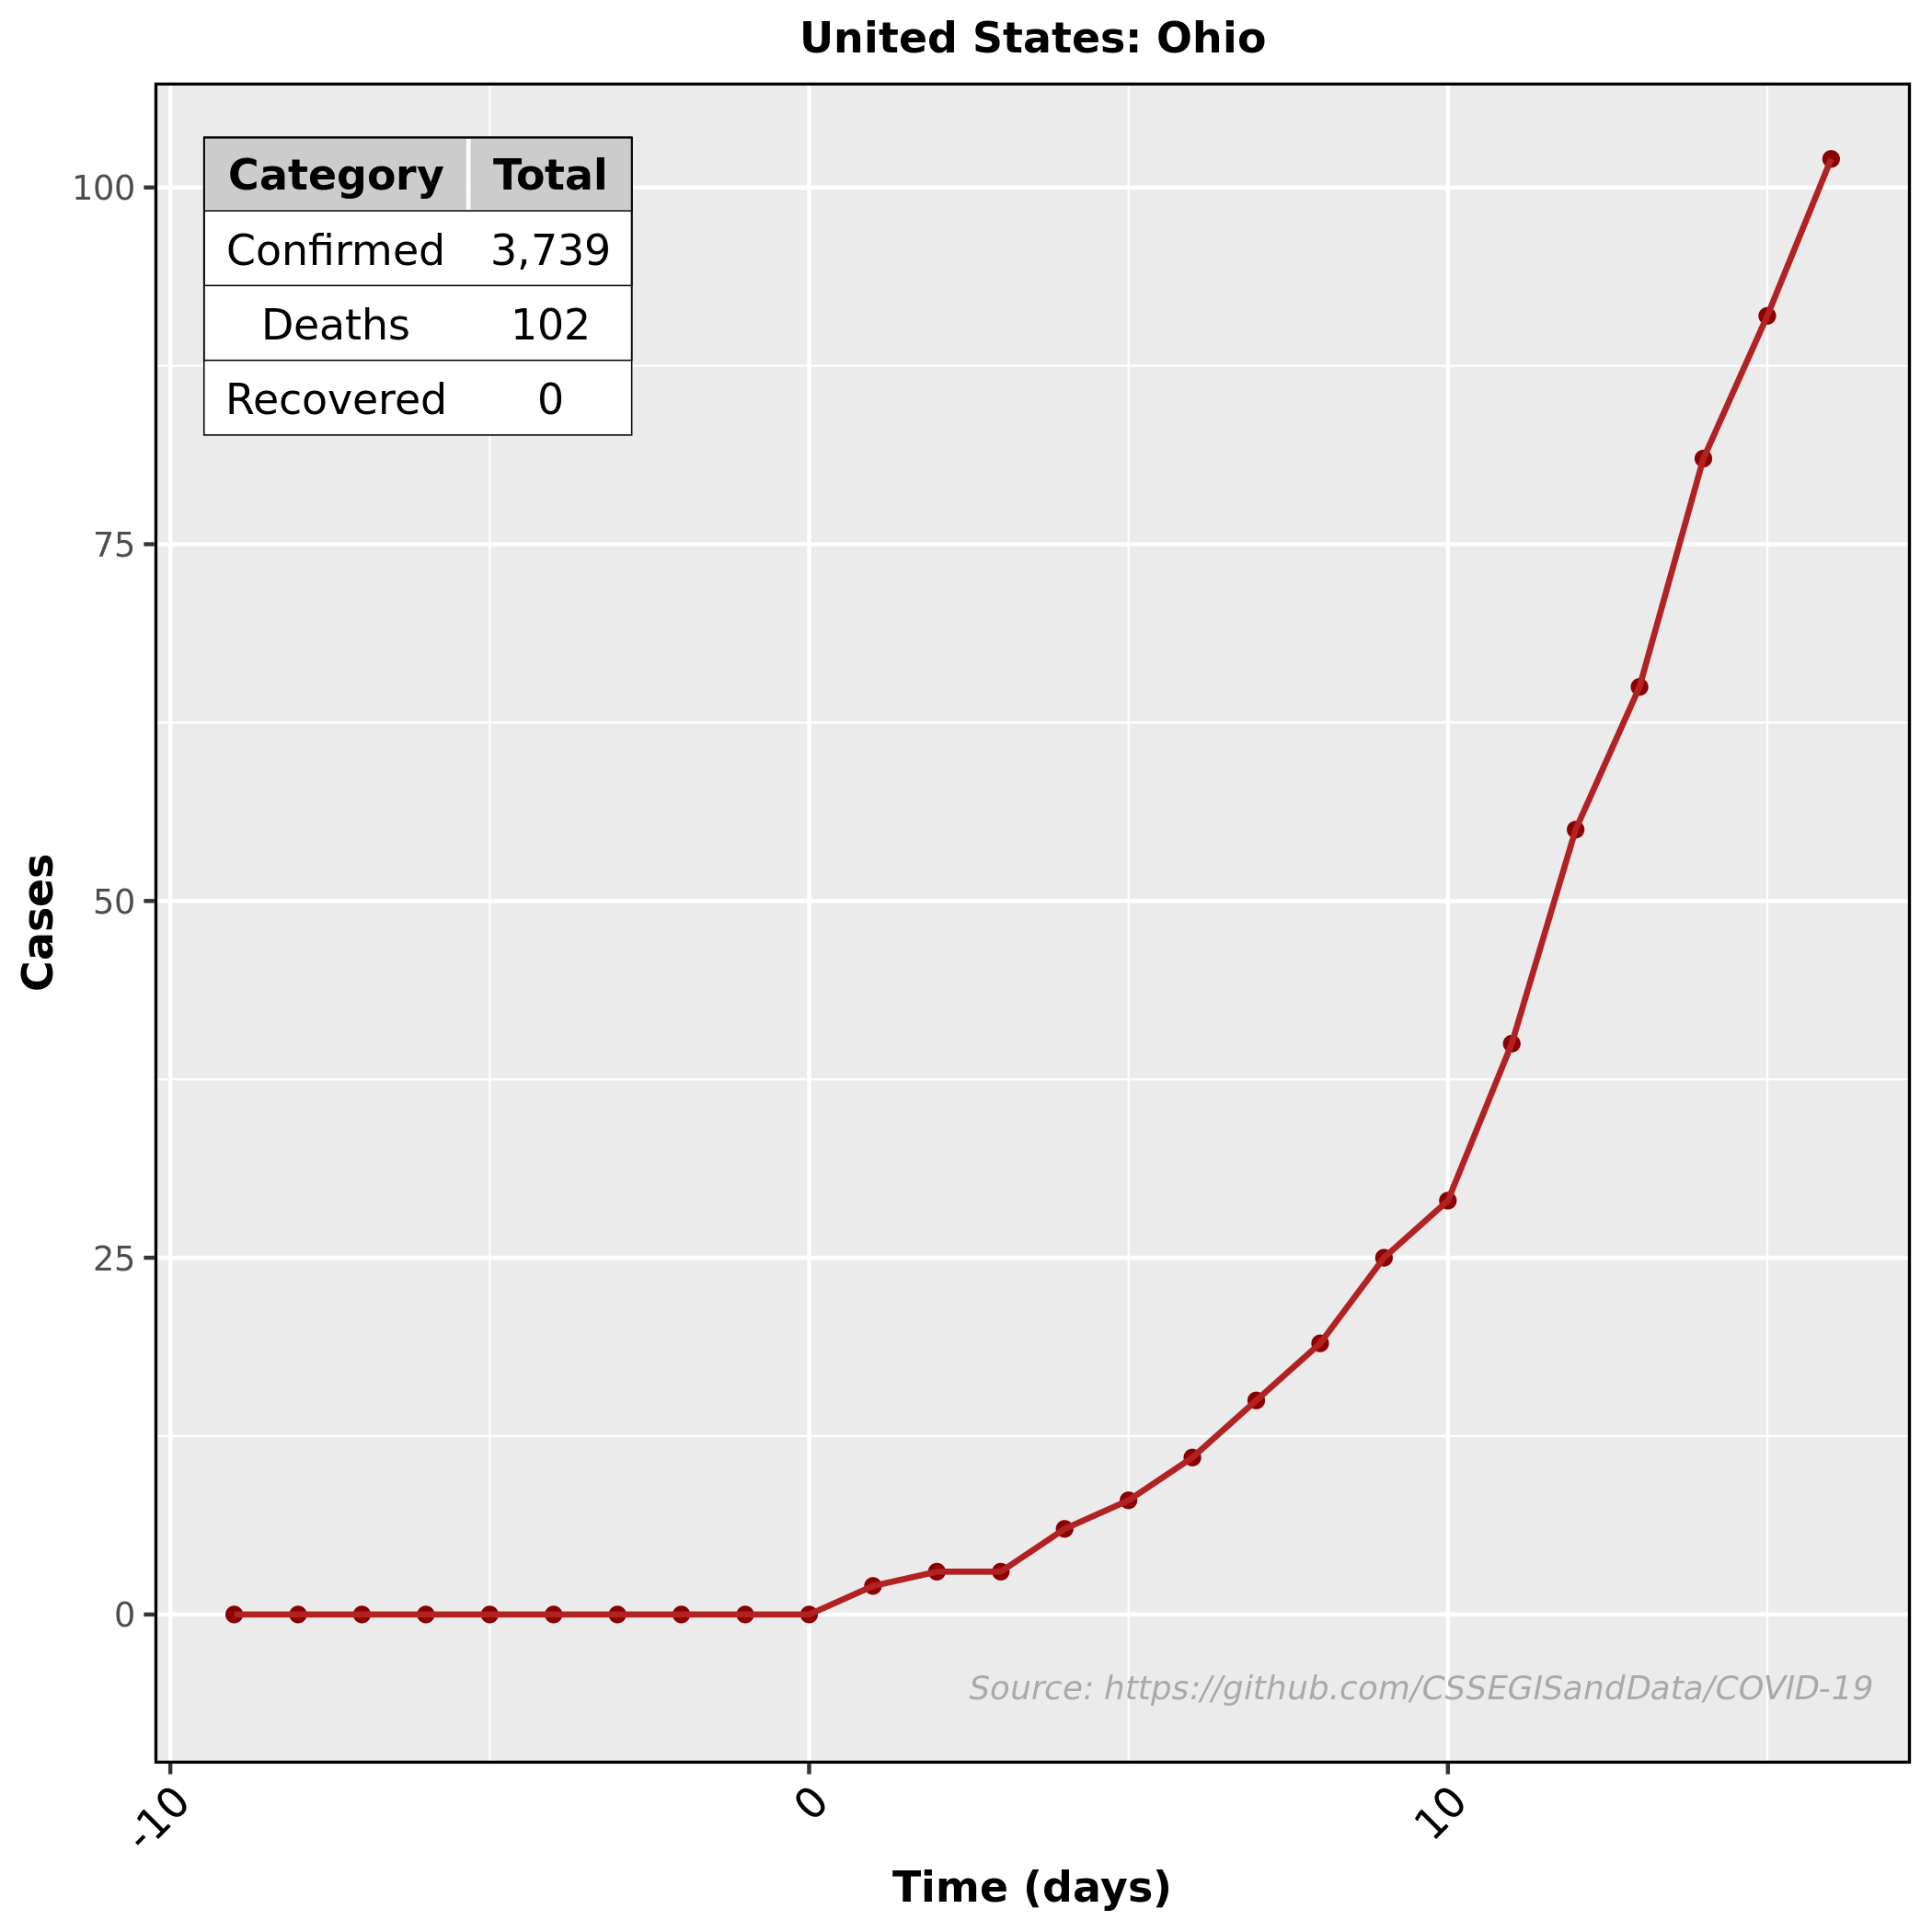 United States: Ohio
Category Total
Confirmed 3,739
Deaths 102
Recovered 0
100
75
50
25
0
Cases
Source: https://github.com/CSSEGISandData/COVID-19
-10 0 10
Time (days)